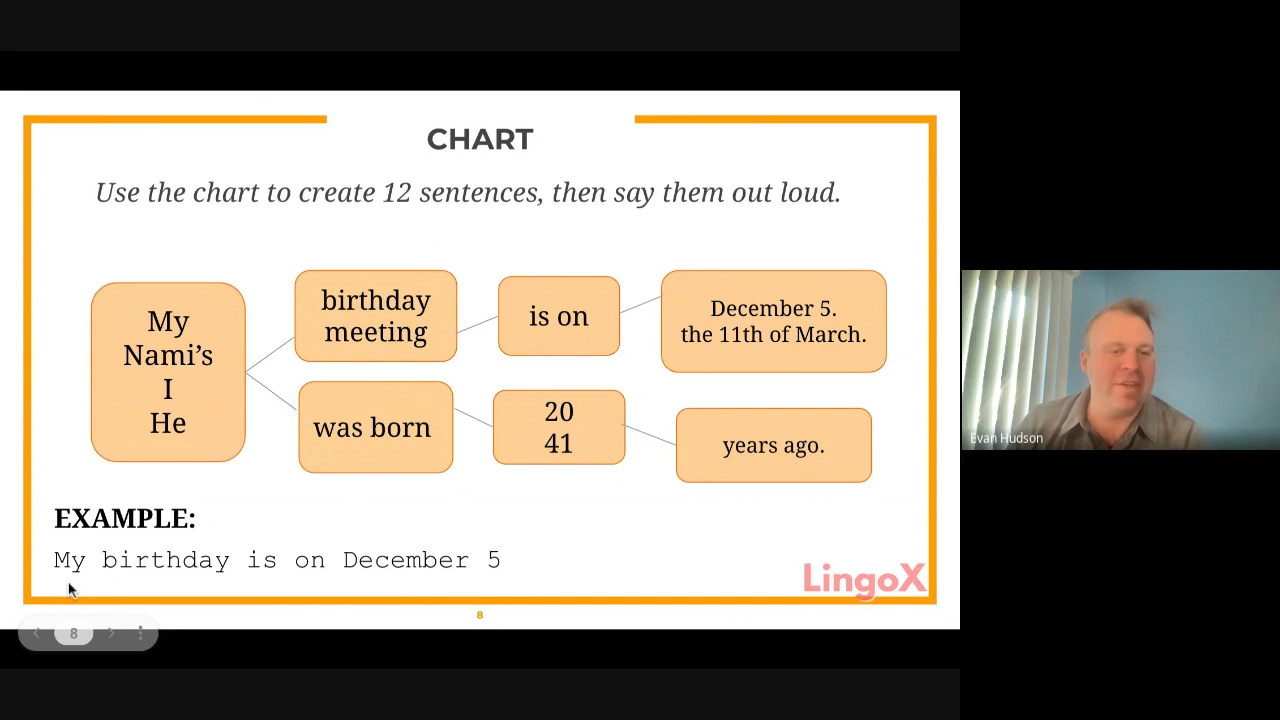 CHART
Use the chart to create 12 sentences, then say them out loud.
My
Nami’s
I
He
birthday
meeting
is on
December 5.
the 11th of March.
was born
20
41
years ago.
EXAMPLE:
My birthday is on December 5
LingoX
8
8
Evan Hudson